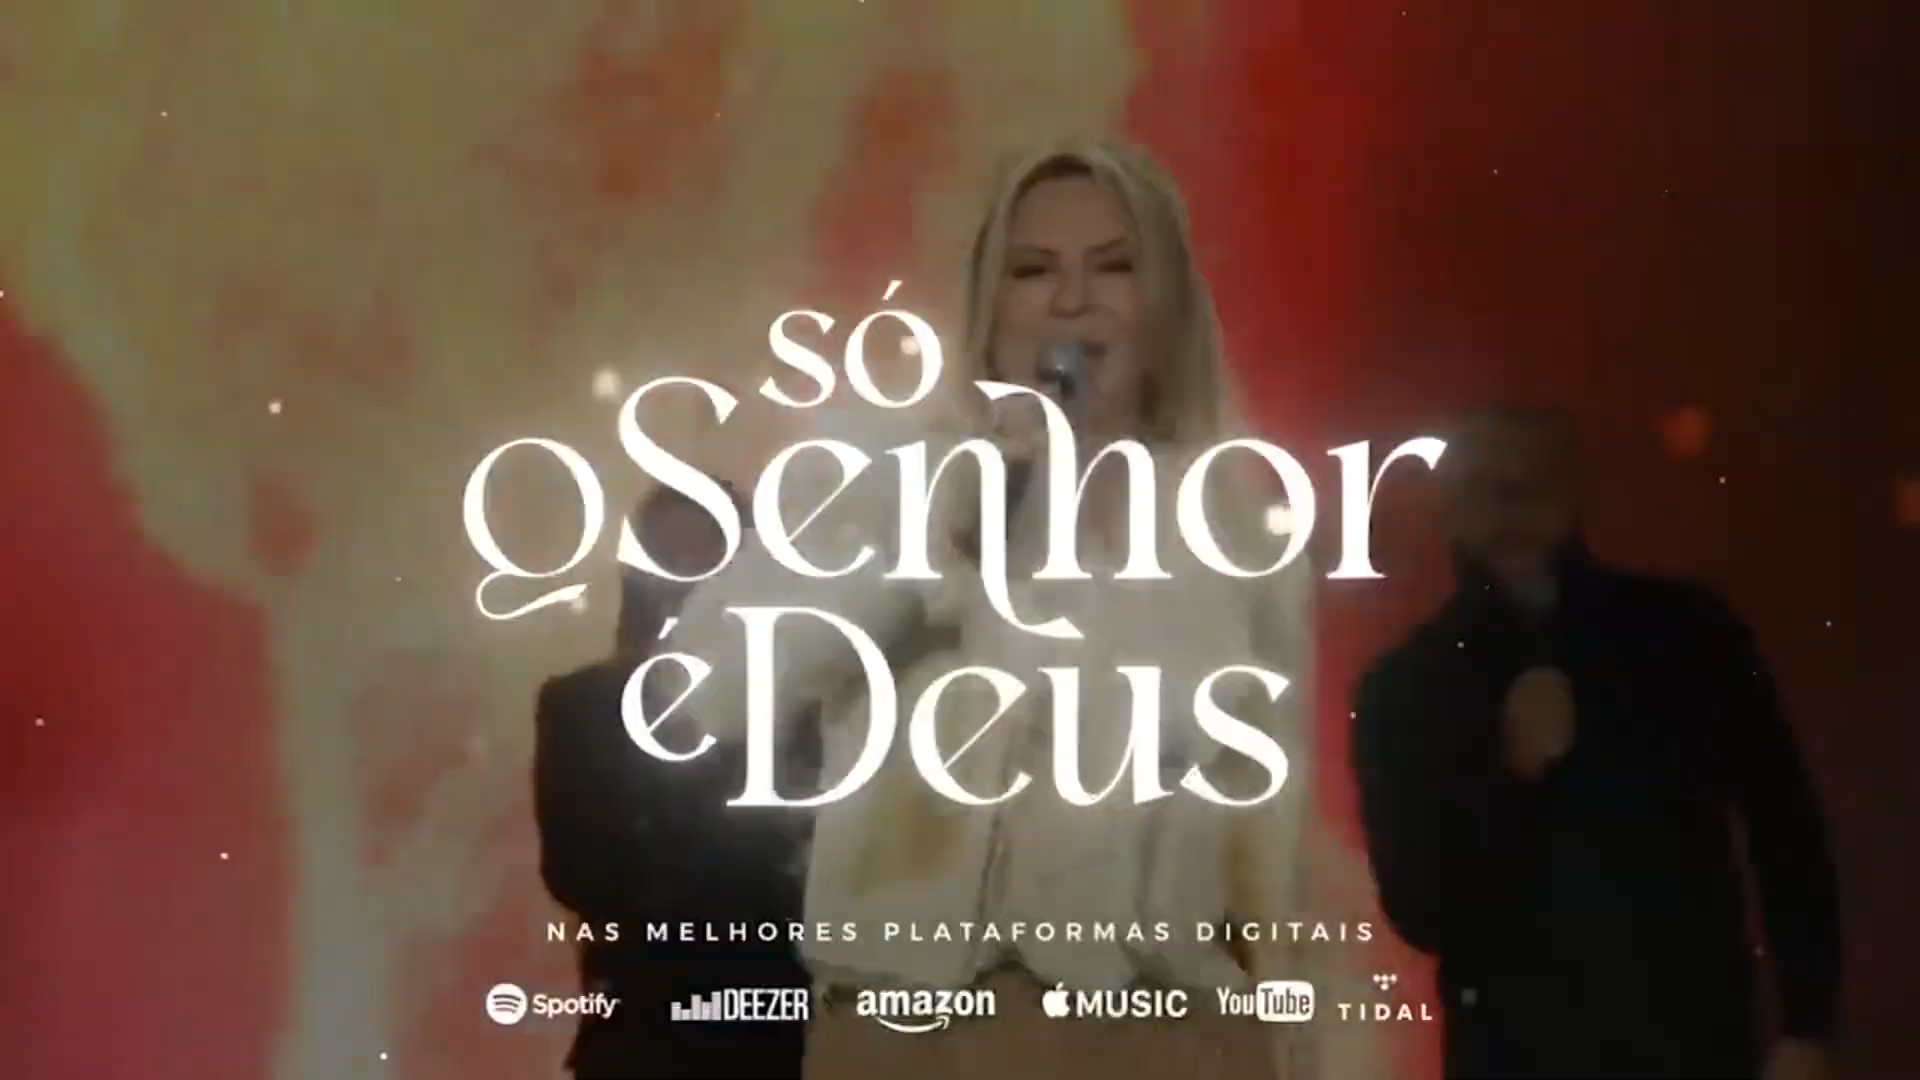 só
o Senhor
é Deus
NAS MELHORES PLATAFORMAS DIGITAIS
Spotify DEEZER amazon MUSIC YouTube TIDAL